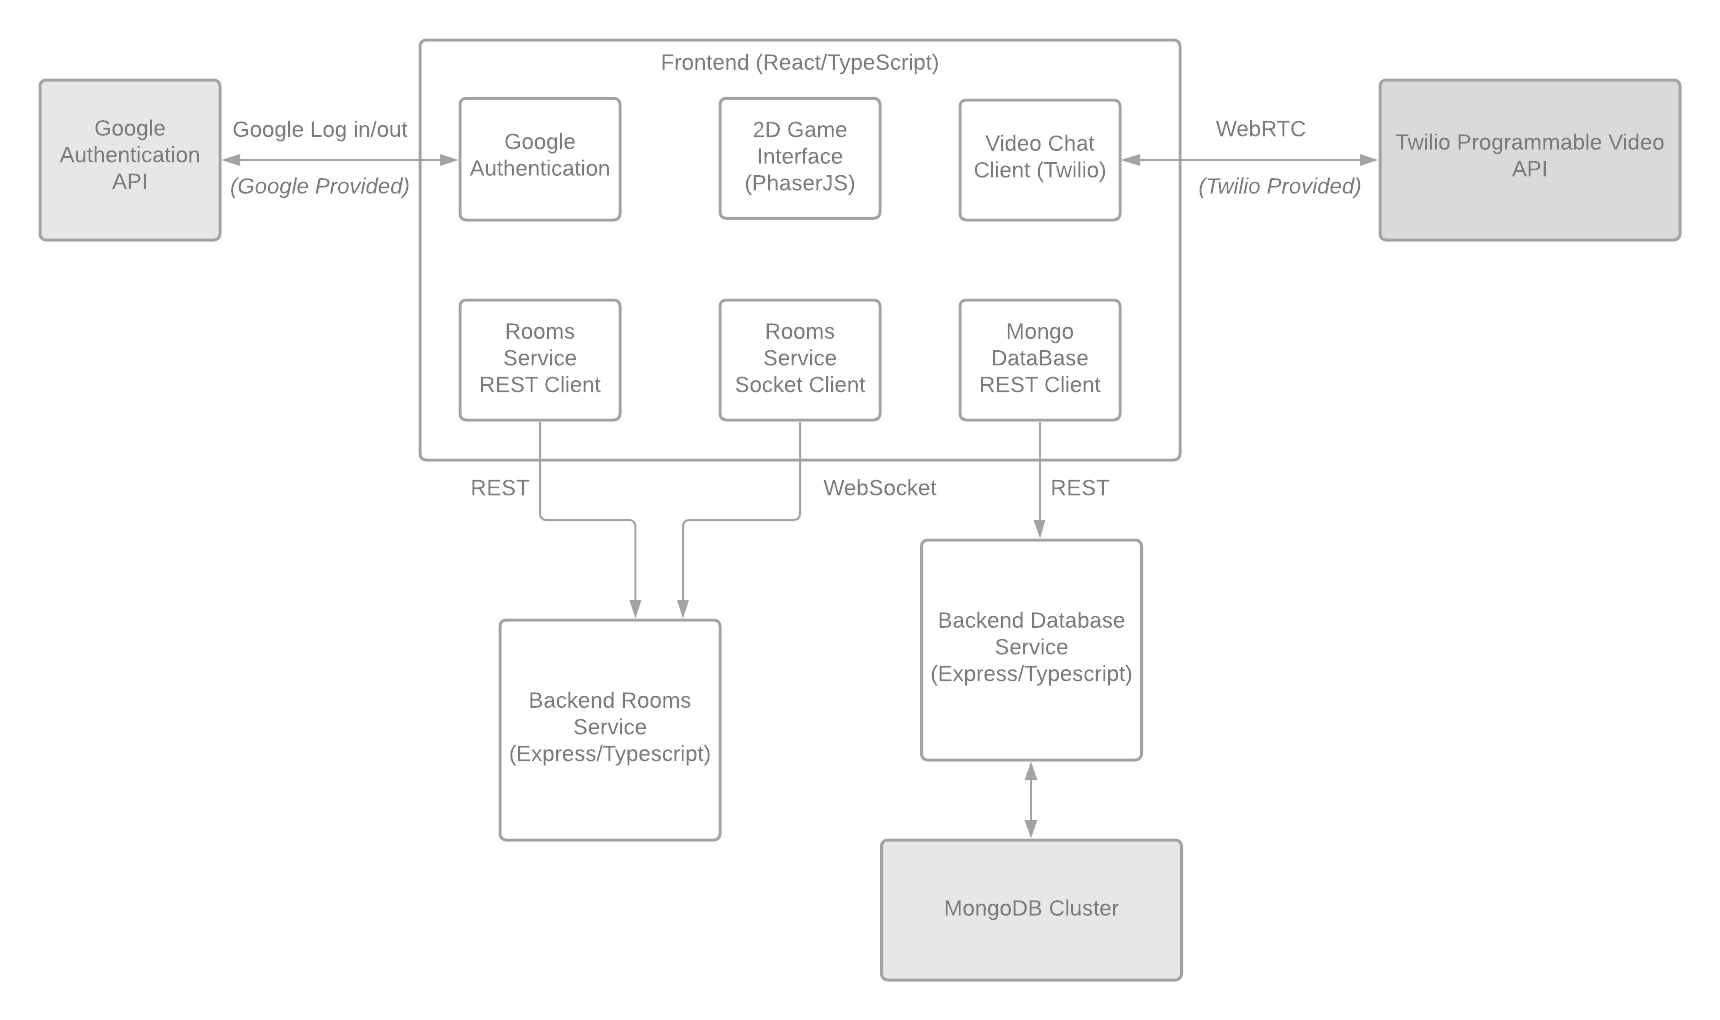 Frontend (React/TypeScript)
Google
Authentication
API
Google Log in/out
(Google Provided)
Google
Authentication
2D Game
Interface
(PhaserJS)
Video Chat
Client (Twilio)
WebRTC
(Twilio Provided)
Twilio Programmable Video
API
Rooms
Service
REST Client
Rooms
Service
Socket Client
Mongo
DataBase
REST Client
REST
WebSocket
REST
Backend Rooms
Service
(Express/Typescript)
Backend Database
Service
(Express/Typescript)
MongoDB Cluster